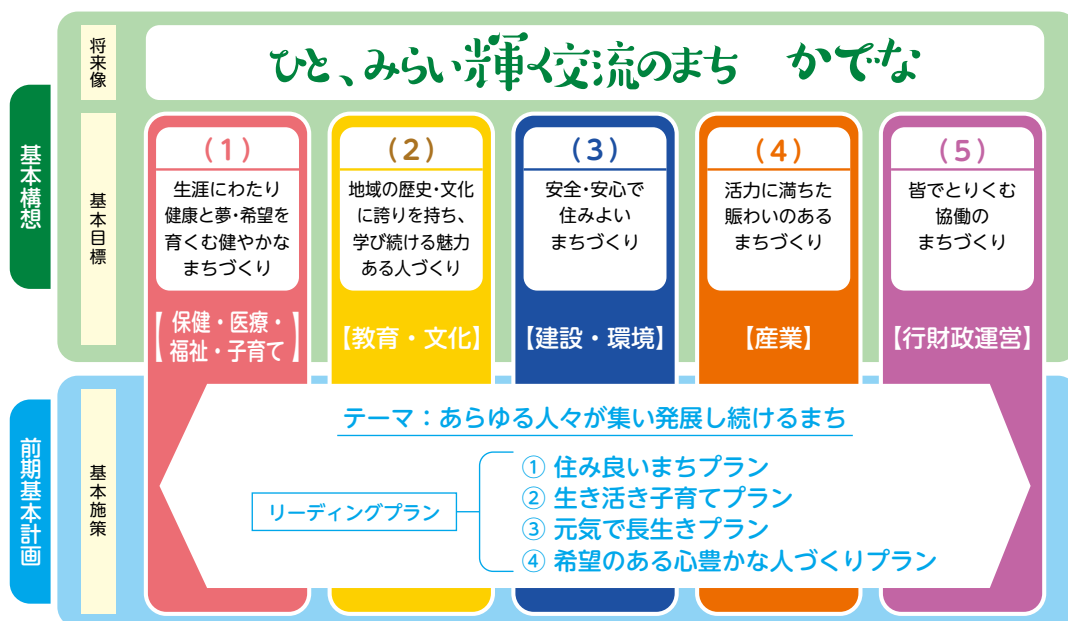 基本構想
将来像
ひと、みらい輝く交流のまち かでな
基本目標
(1)
生涯にわたり
健康と夢・希望を
育くむ健やかな
まちづくり
【保健・医療・
福祉・子育て】
(2)
地域の歴史・文化
に誇りを持ち、
学び続ける魅力
ある人づくり
【教育・文化】
(3)
安全・安心で
住みよい
まちづくり
【建設・環境】
(4)
活力に満ちた
賑わいのある
まちづくり
【産業】
(5)
皆でとりくむ
協働の
まちづくり
【行財政運営】
前期基本計画
基本施策
テーマ:あらゆる人々が集い発展し続けるまち
リーディングプラン
① 住み良いまちプラン
② 生き活き子育てプラン
③ 元気で長生きプラン
④ 希望のある心豊かな人づくりプラン